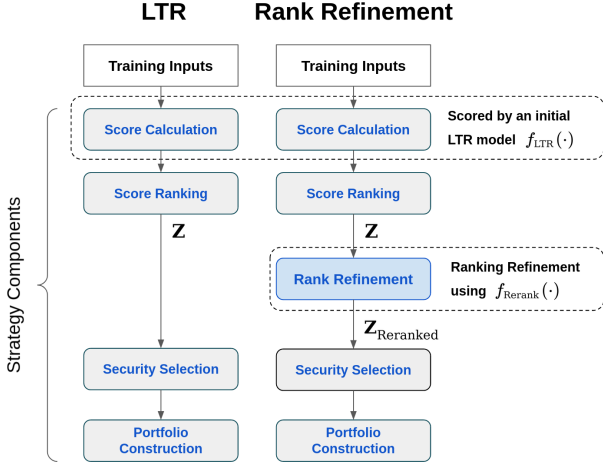 LTR
Rank Refinement
Training Inputs
Training Inputs
Score Calculation
Score Calculation
Scored by an initial
LTR model f_LTR(·)
Score Ranking
Score Ranking
Z
Z
Rank Refinement
Ranking Refinement
using f_Rerank(·)
Z_Reranked
Security Selection
Security Selection
Portfolio
Construction
Portfolio
Construction
Strategy Components